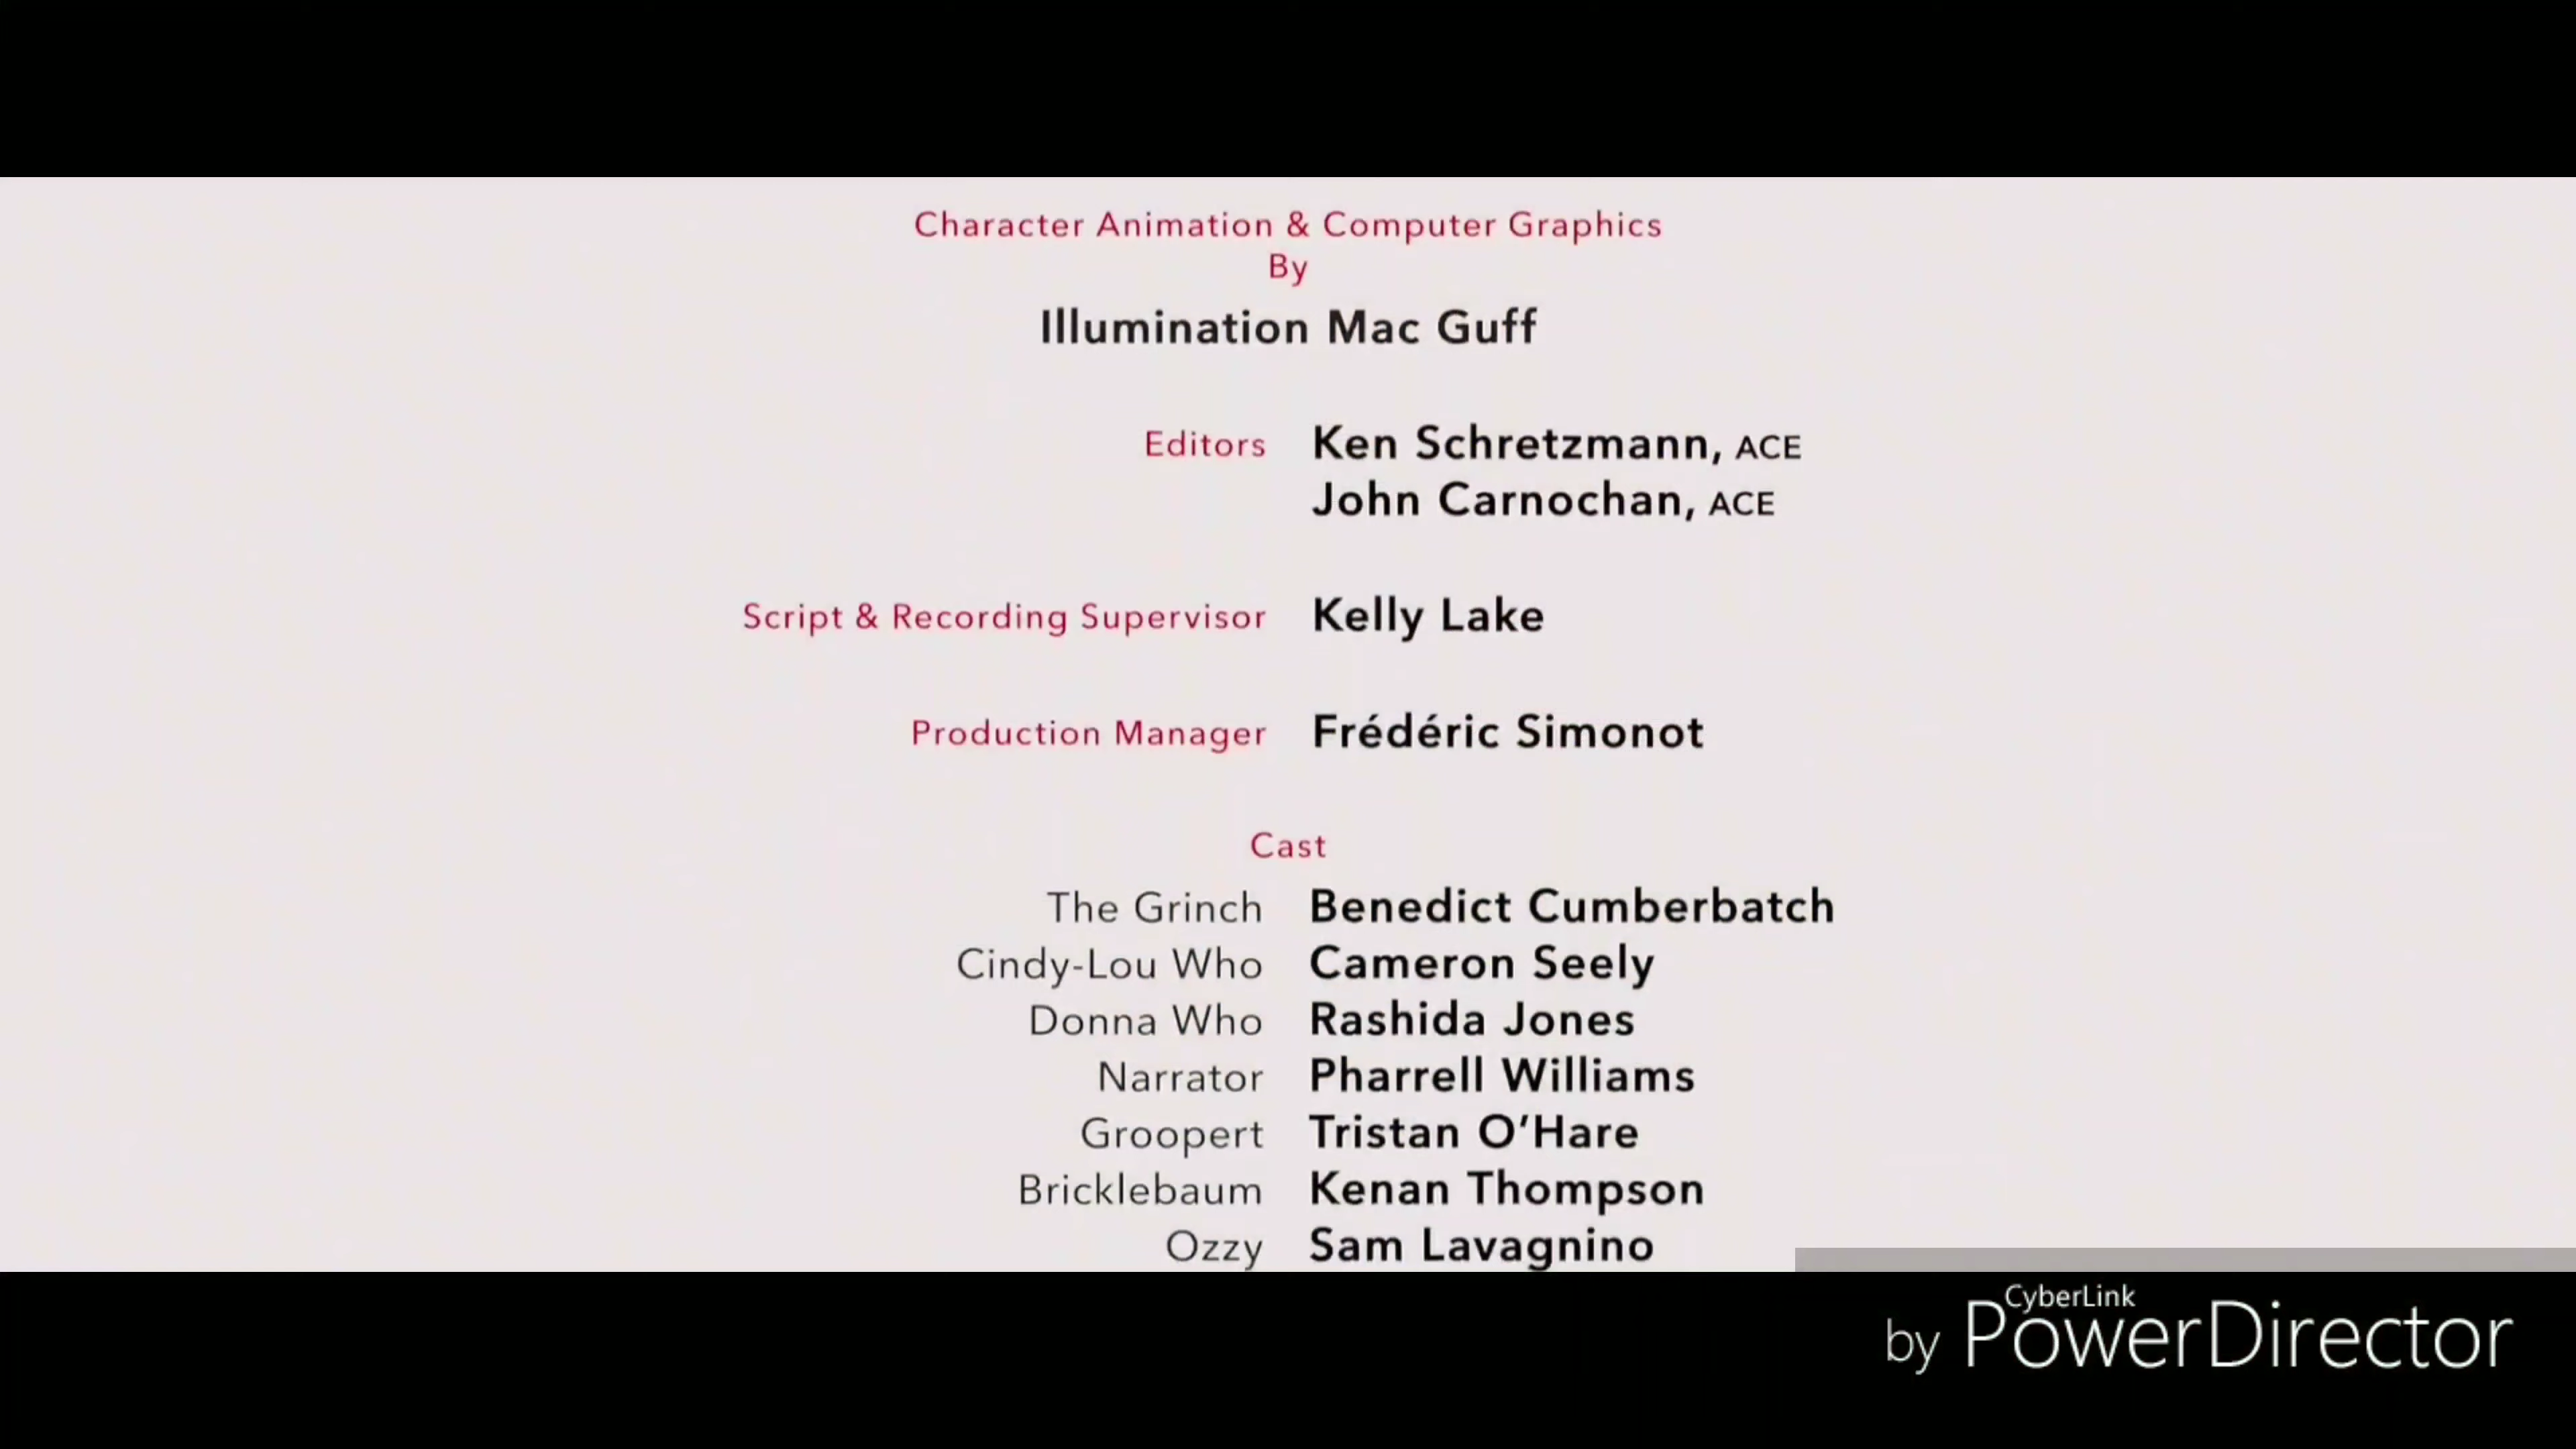 Character Animation & Computer Graphics
By
Illumination Mac Guff
Editors Ken Schretzmann, ACE
John Carnochan, ACE
Script & Recording Supervisor Kelly Lake
Production Manager Frédéric Simonot
Cast
The Grinch Benedict Cumberbatch
Cindy-Lou Who Cameron Seely
Donna Who Rashida Jones
Narrator Pharrell Williams
Groopert Tristan O’Hare
Bricklebaum Kenan Thompson
Ozzy Sam Lavagnino
CyberLink
by PowerDirector